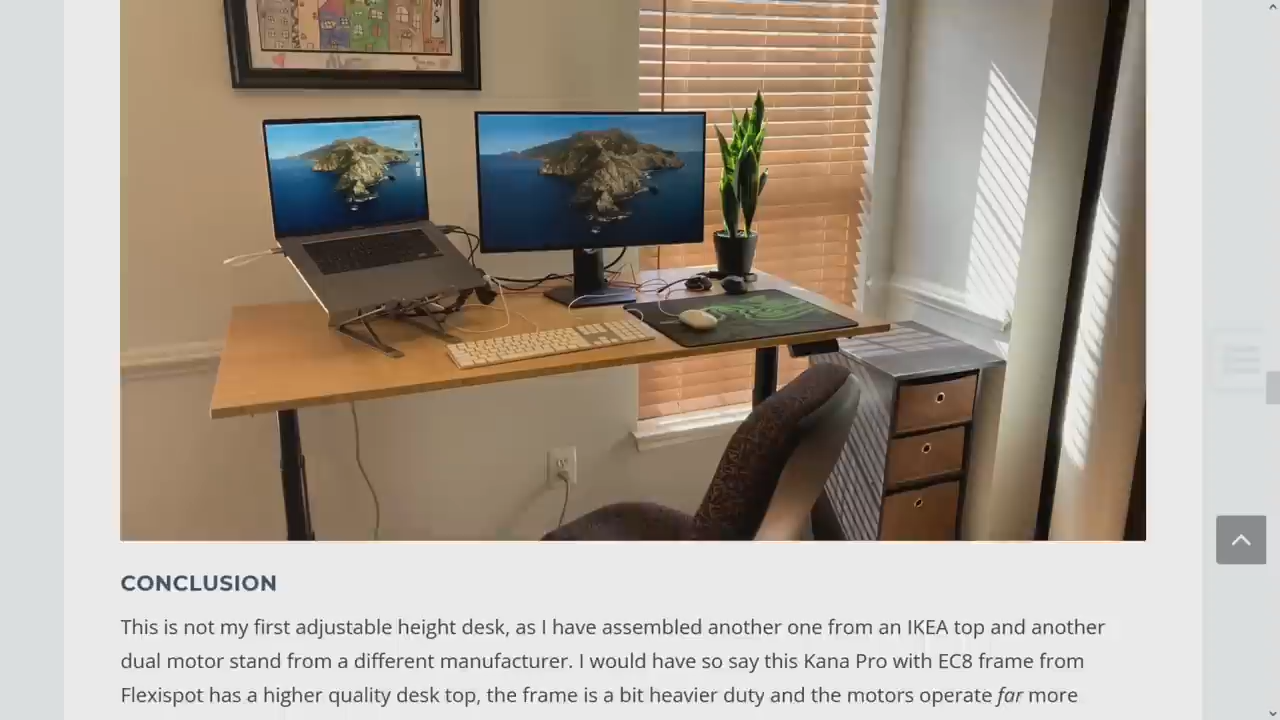 CONCLUSION
This is not my first adjustable height desk, as I have assembled another one from an IKEA top and another
dual motor stand from a different manufacturer. I would have so say this Kana Pro with EC8 frame from
Flexispot has a higher quality desk top, the frame is a bit heavier duty and the motors operate far more